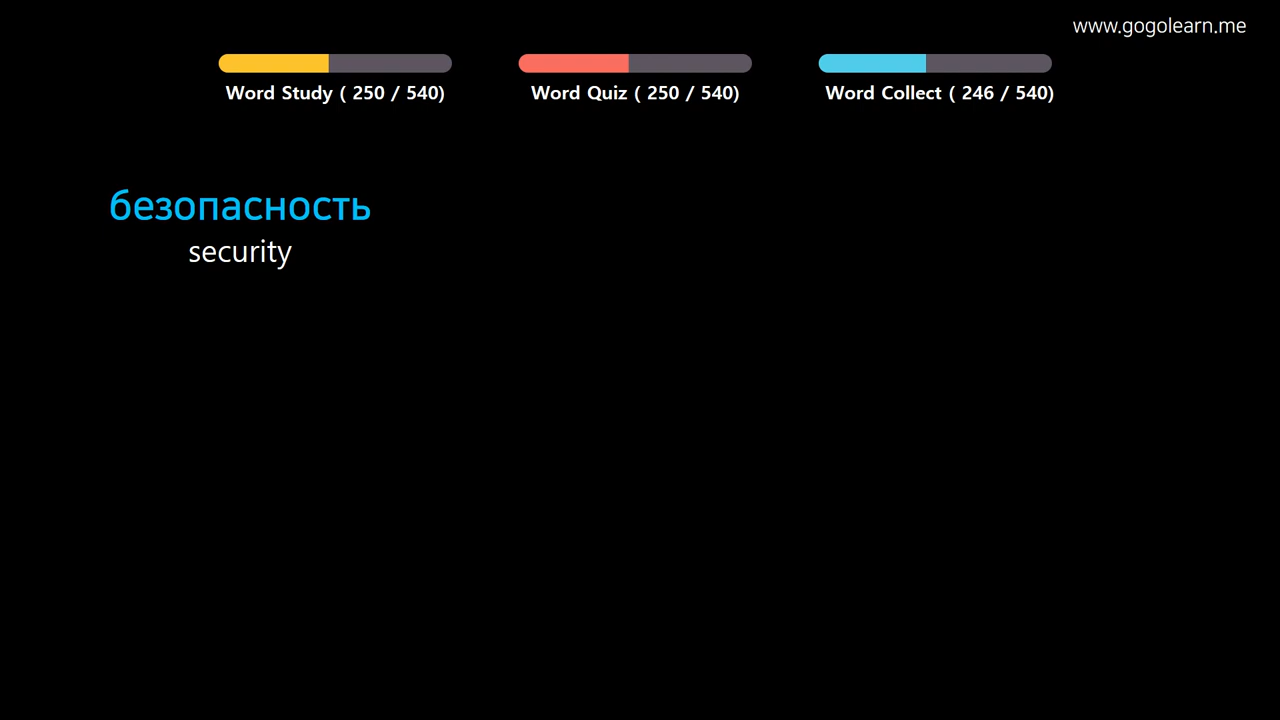 www.gogolearn.me
Word Study ( 250 / 540)
Word Quiz ( 250 / 540)
Word Collect ( 246 / 540)
безопасность
security